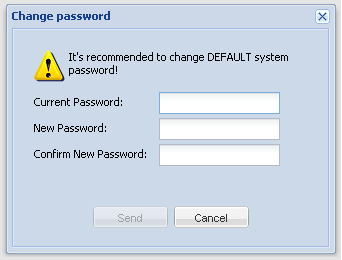 Change password
It's recommended to change DEFAULT system
password!
Current Password:
New Password:
Confirm New Password:
Send
Cancel